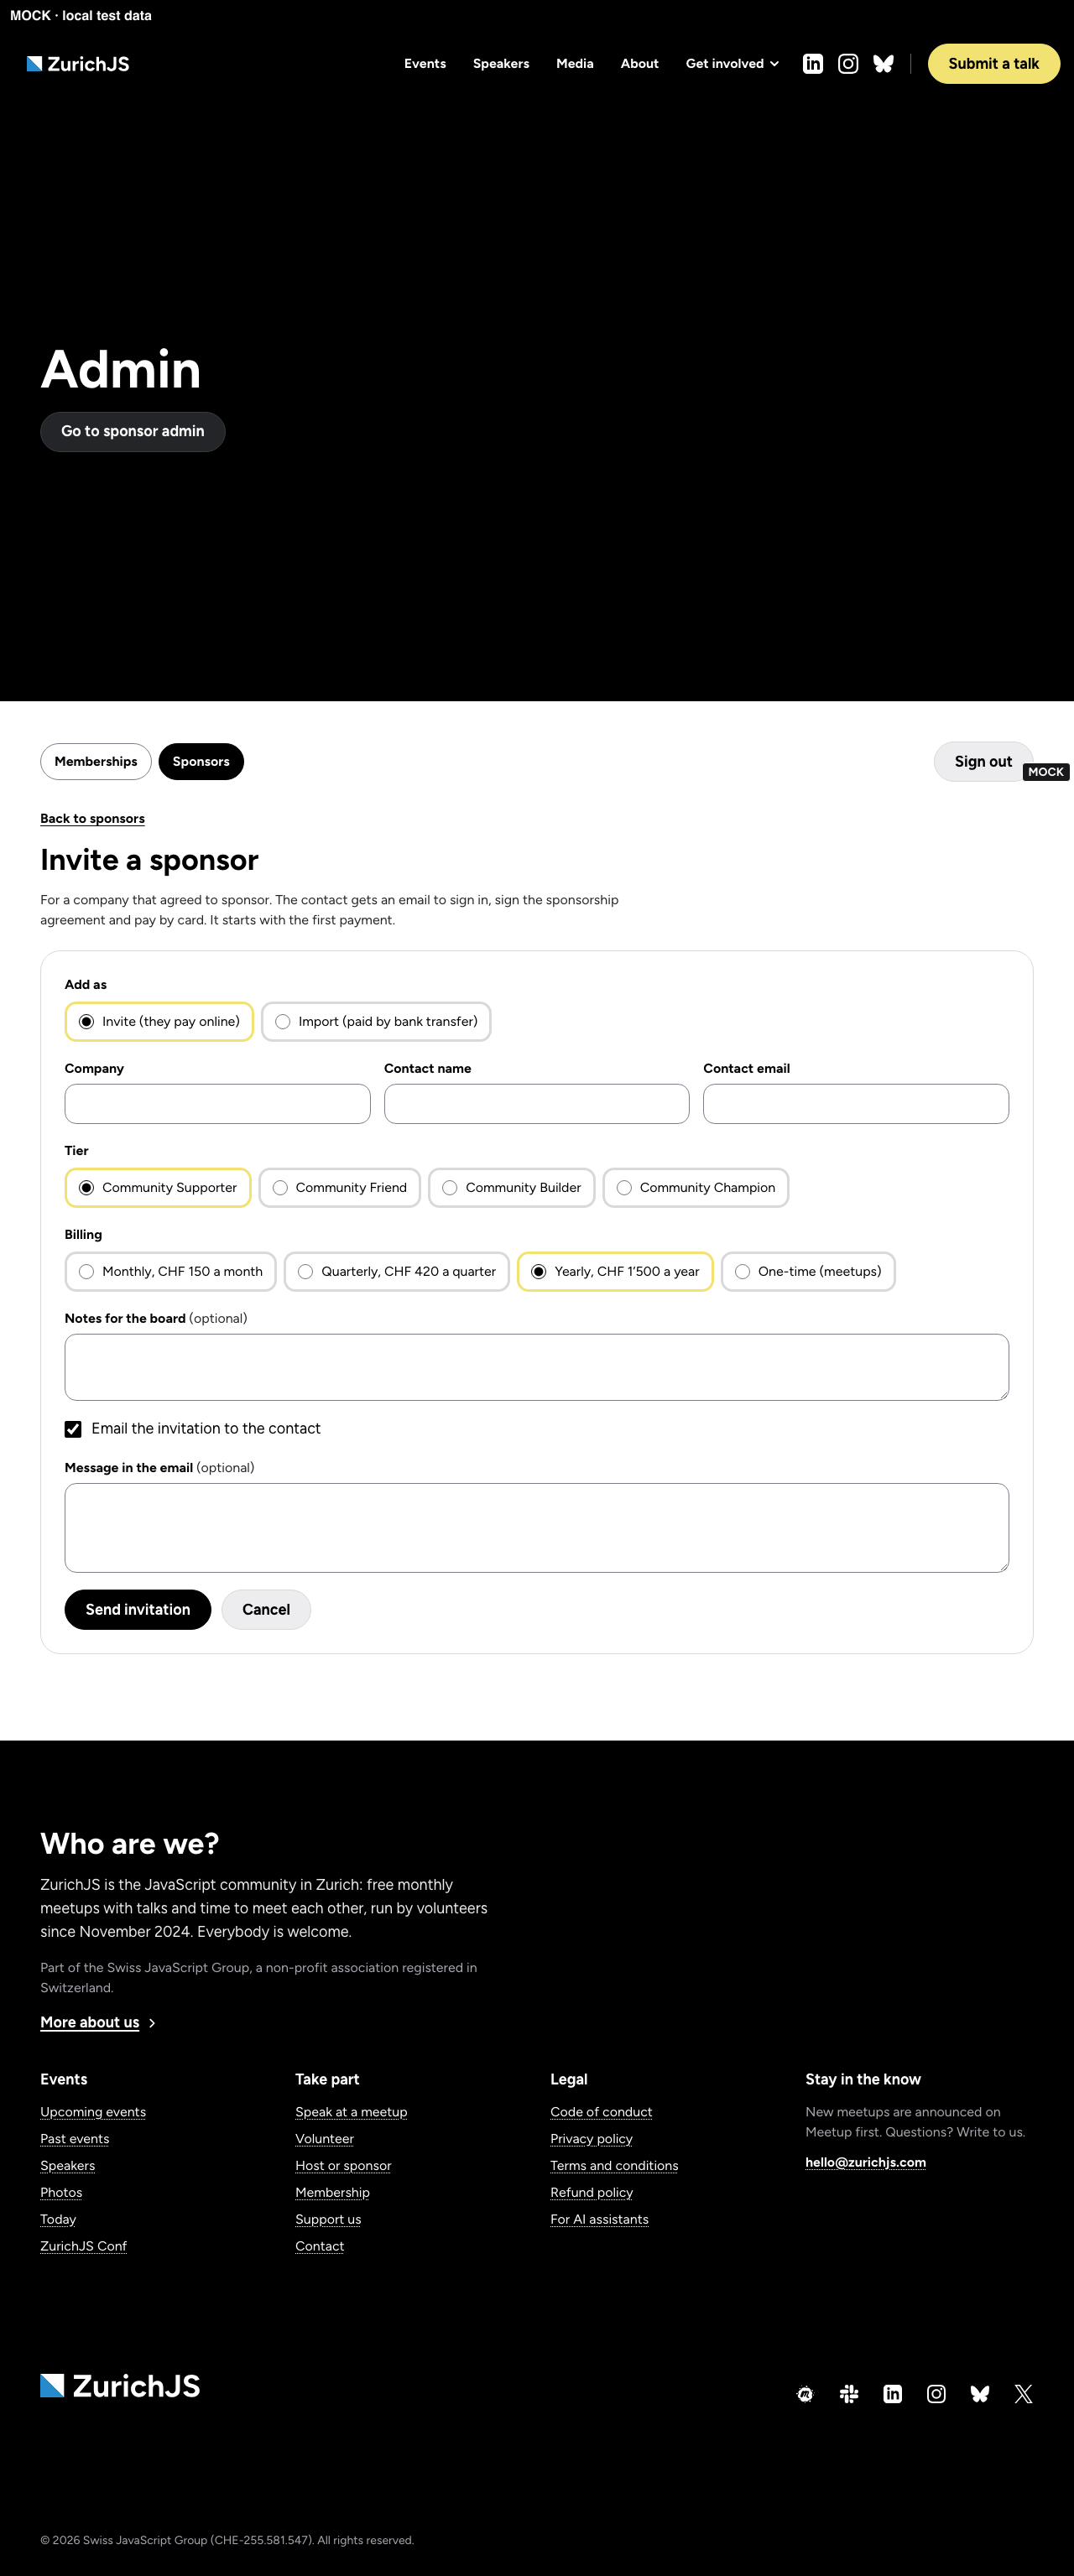 MOCK · local test data
ZurichJS
Events
Speakers
Media
About
Get involved
Submit a talk
Admin
Go to sponsor admin
Memberships
Sponsors
Sign out
MOCK
Back to sponsors
Invite a sponsor
For a company that agreed to sponsor. The contact gets an email to sign in, sign the sponsorship
agreement and pay by card. It starts with the first payment.
Add as
Invite (they pay online)
Import (paid by bank transfer)
Company
Contact name
Contact email
Tier
Community Supporter
Community Friend
Community Builder
Community Champion
Billing
Monthly, CHF 150 a month
Quarterly, CHF 420 a quarter
Yearly, CHF 1’500 a year
One-time (meetups)
Notes for the board (optional)
Email the invitation to the contact
Message in the email (optional)
Send invitation
Cancel
Who are we?
ZurichJS is the JavaScript community in Zurich: free monthly
meetups with talks and time to meet each other, run by volunteers
since November 2024. Everybody is welcome.
Part of the Swiss JavaScript Group, a non-profit association registered in
Switzerland.
More about us
Events
Upcoming events
Past events
Speakers
Photos
Today
ZurichJS Conf
Take part
Speak at a meetup
Volunteer
Host or sponsor
Membership
Support us
Contact
Legal
Code of conduct
Privacy policy
Terms and conditions
Refund policy
For AI assistants
Stay in the know
New meetups are announced on
Meetup first. Questions? Write to us.
hello@zurichjs.com
ZurichJS
© 2026 Swiss JavaScript Group (CHE-255.581.547). All rights reserved.